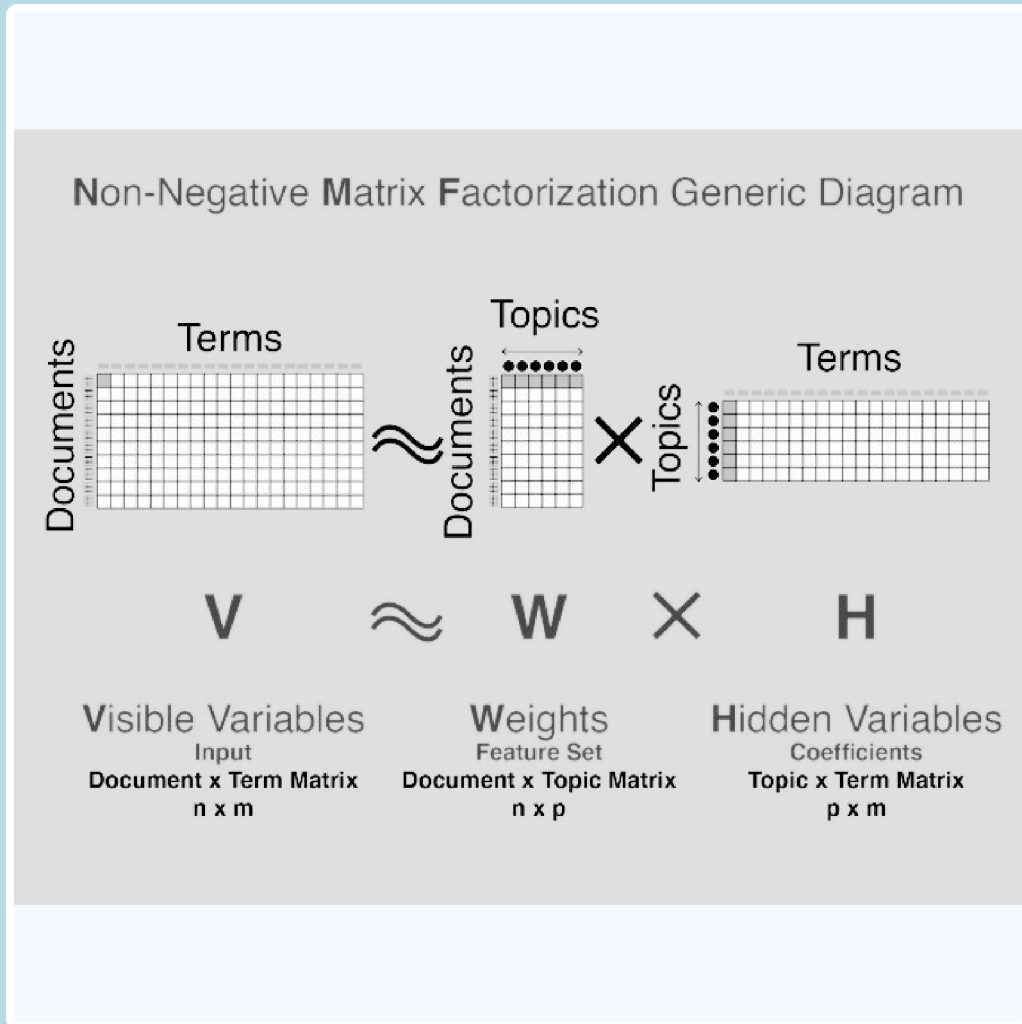 Non-Negative Matrix Factorization Generic Diagram
Documents
Terms
≈
Documents
Topics
×
Topics
Terms
V ≈ W × H
Visible Variables
Input
Document x Term Matrix
n x m
Weights
Feature Set
Document x Topic Matrix
n x p
Hidden Variables
Coefficients
Topic x Term Matrix
p x m